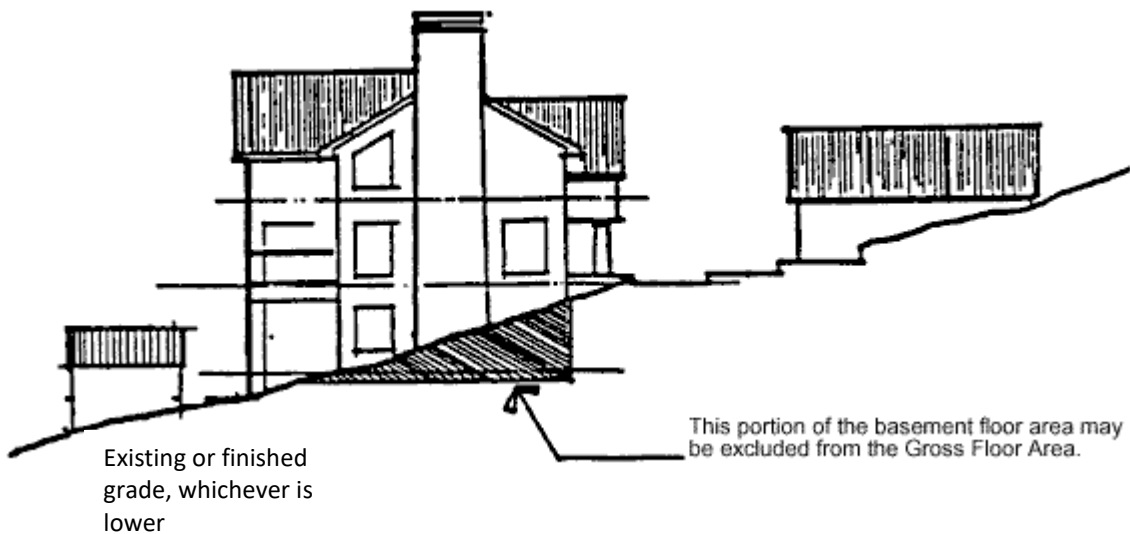 This portion of the basement floor area may
be excluded from the Gross Floor Area.
Existing or finished
grade, whichever is
lower